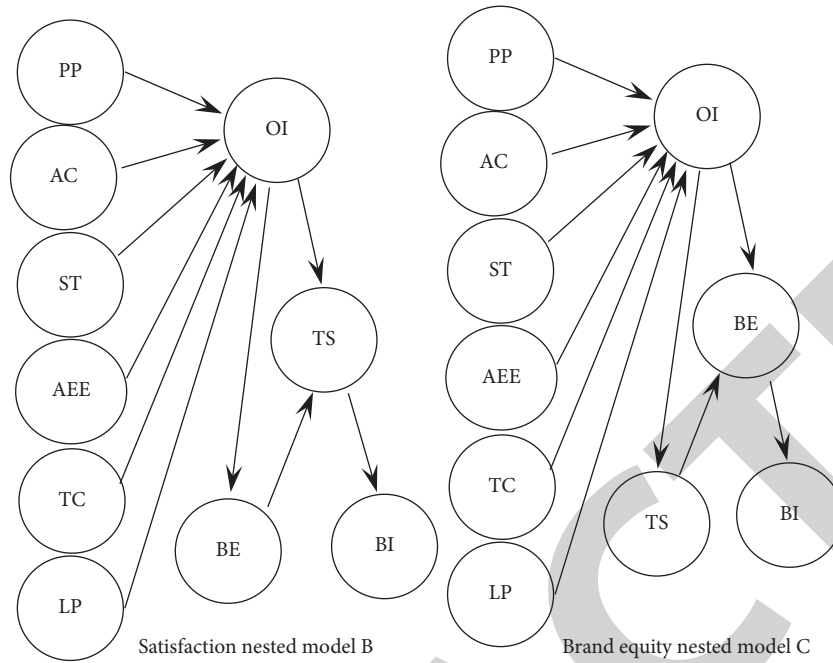 PP
AC
ST
AEE
TC
LP
OI
TS
BE
BI
Satisfaction nested model B
PP
AC
ST
AEE
TC
LP
OI
BE
TS
BI
Brand equity nested model C